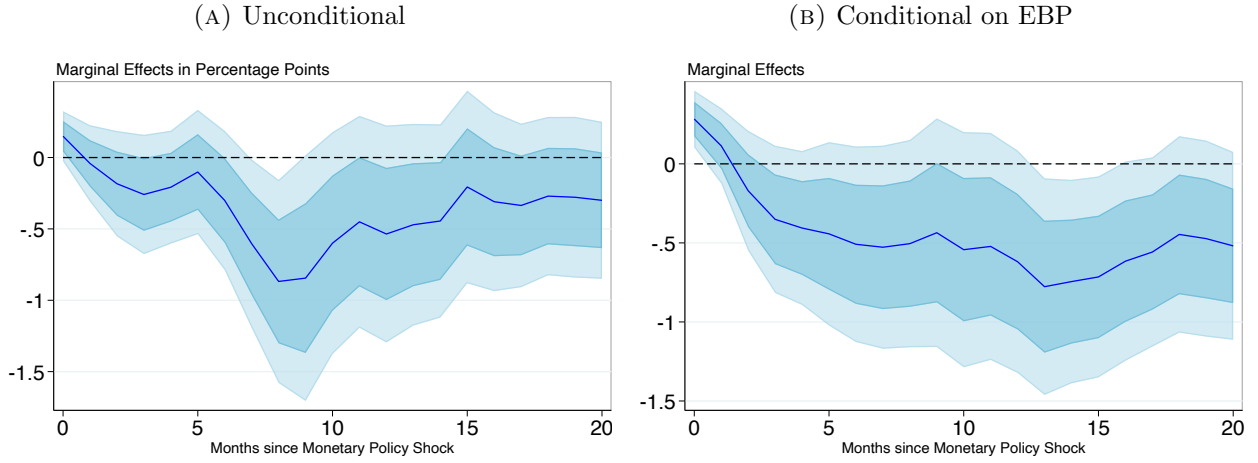 (A) Unconditional
Marginal Effects in Percentage Points
0
-.5
-1
-1.5
0 5 10 15 20
Months since Monetary Policy Shock
(B) Conditional on EBP
Marginal Effects
0
-.5
-1
-1.5
0 5 10 15 20
Months since Monetary Policy Shock